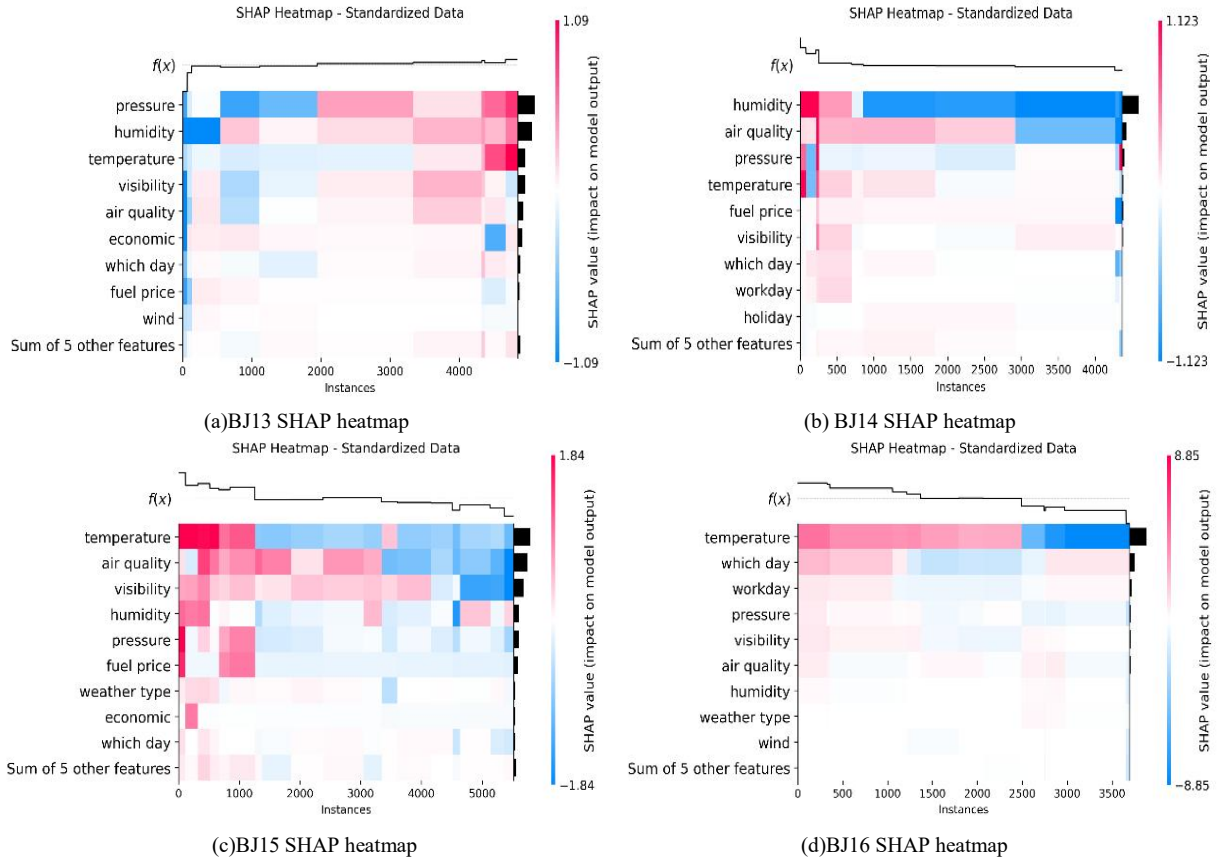 SHAP Heatmap - Standardized Data
1.09
f(x)
pressure
humidity
temperature
visibility
air quality
economic
which day
fuel price
wind
Sum of 5 other features
0 1000 2000 3000 4000
Instances
−1.09
SHAP value (impact on model output)
(a)BJ13 SHAP heatmap
SHAP Heatmap - Standardized Data
1.123
f(x)
humidity
air quality
pressure
temperature
fuel price
visibility
which day
workday
holiday
Sum of 5 other features
0 500 1000 1500 2000 2500 3000 3500 4000
Instances
−1.123
SHAP value (impact on model output)
(b) BJ14 SHAP heatmap
SHAP Heatmap - Standardized Data
1.84
f(x)
temperature
air quality
visibility
humidity
pressure
fuel price
weather type
economic
which day
Sum of 5 other features
0 1000 2000 3000 4000 5000
Instances
−1.84
SHAP value (impact on model output)
(c)BJ15 SHAP heatmap
SHAP Heatmap - Standardized Data
8.85
f(x)
temperature
which day
workday
pressure
visibility
air quality
humidity
weather type
wind
Sum of 5 other features
0 500 1000 1500 2000 2500 3000 3500
Instances
−8.85
SHAP value (impact on model output)
(d)BJ16 SHAP heatmap